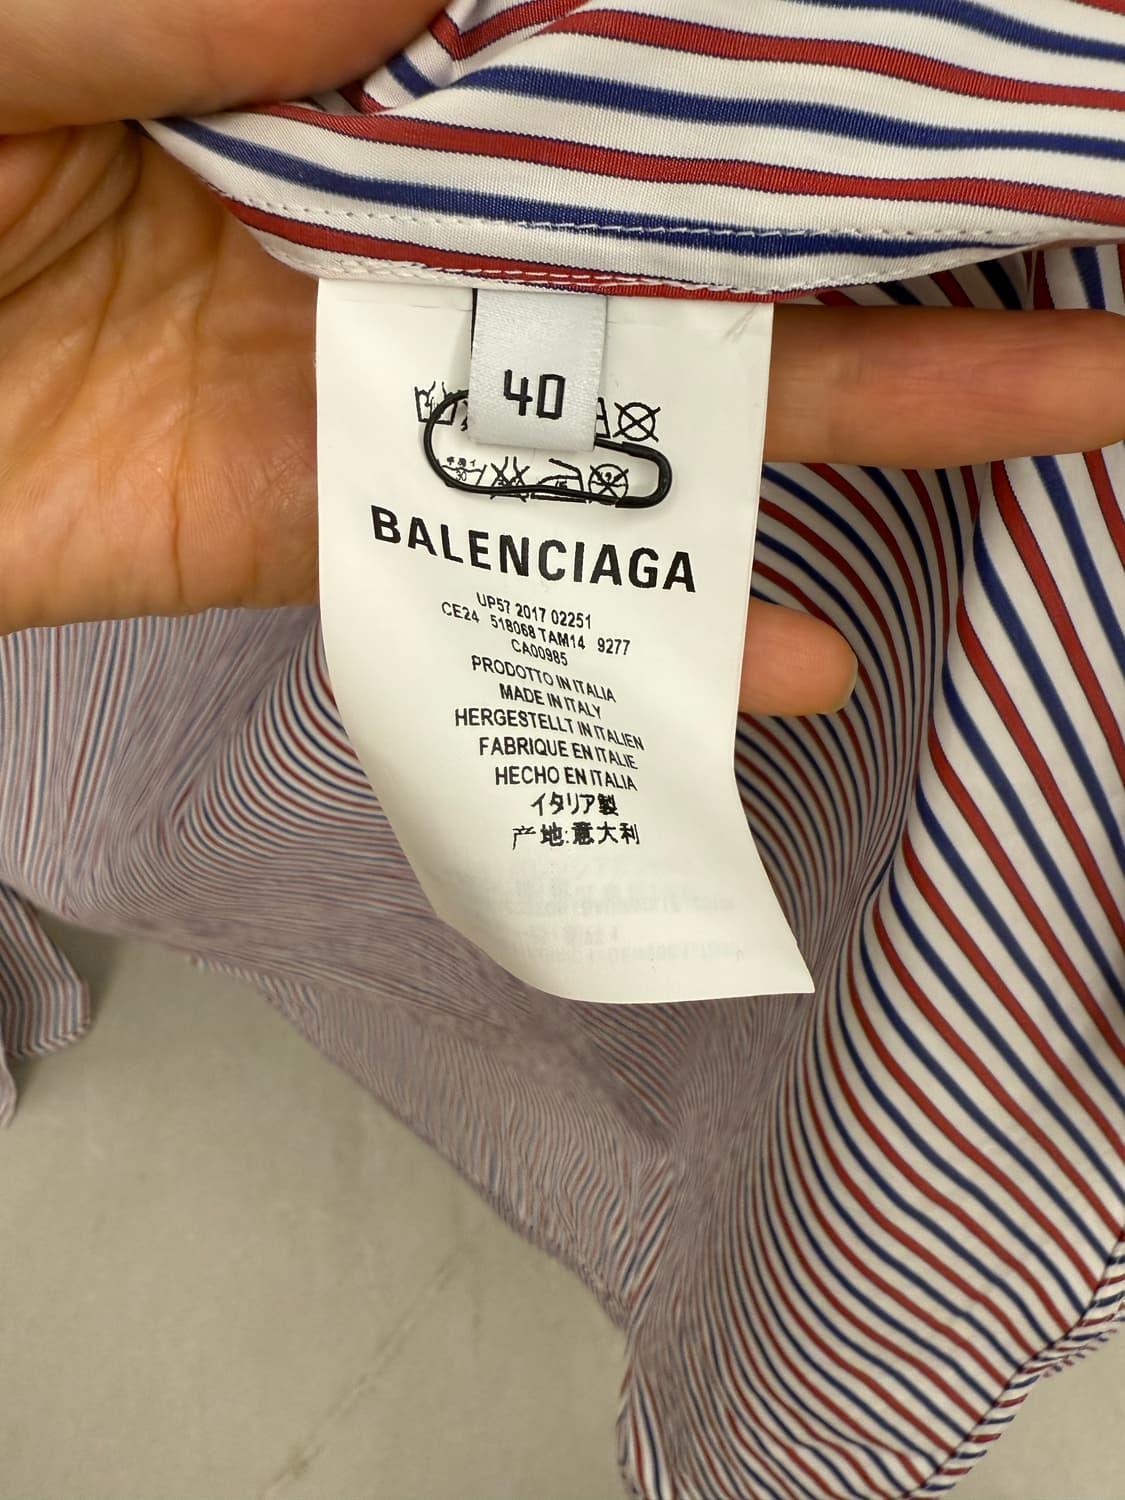 40
BALENCIAGA
UP57 2017 02251
CE24 518068 TAM14 9277
CA00985
PRODOTTO IN ITALIA
MADE IN ITALY
HERGESTELLT IN ITALIEN
FABRIQUE EN ITALIE
HECHO EN ITALIA
イタリア製
产地:意大利